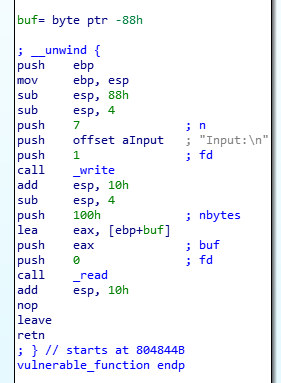 buf= byte ptr -88h
; __unwind {
push ebp
mov ebp, esp
sub esp, 88h
sub esp, 4
push 7 ; n
push offset aInput ; "Input:\n"
push 1 ; fd
call _write
add esp, 10h
sub esp, 4
push 100h ; nbytes
lea eax, [ebp+buf]
push eax ; buf
push 0 ; fd
call _read
add esp, 10h
nop
leave
retn
; } // starts at 804844B
vulnerable_function endp